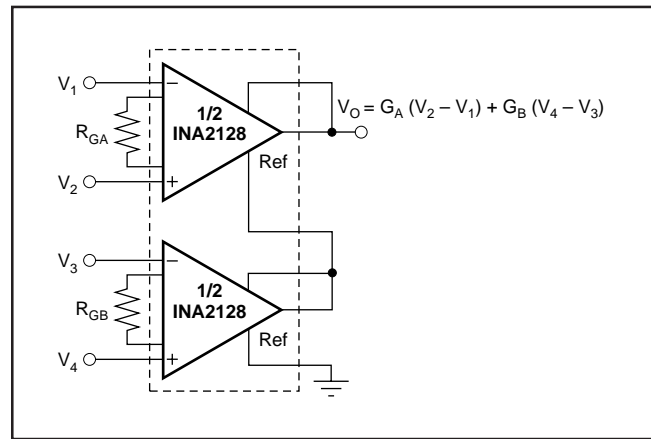 V1
−
1/2
INA2128
RGA
Ref
V2
+
VO = GA (V2 – V1) + GB (V4 – V3)
V3
−
1/2
INA2128
RGB
Ref
V4
+